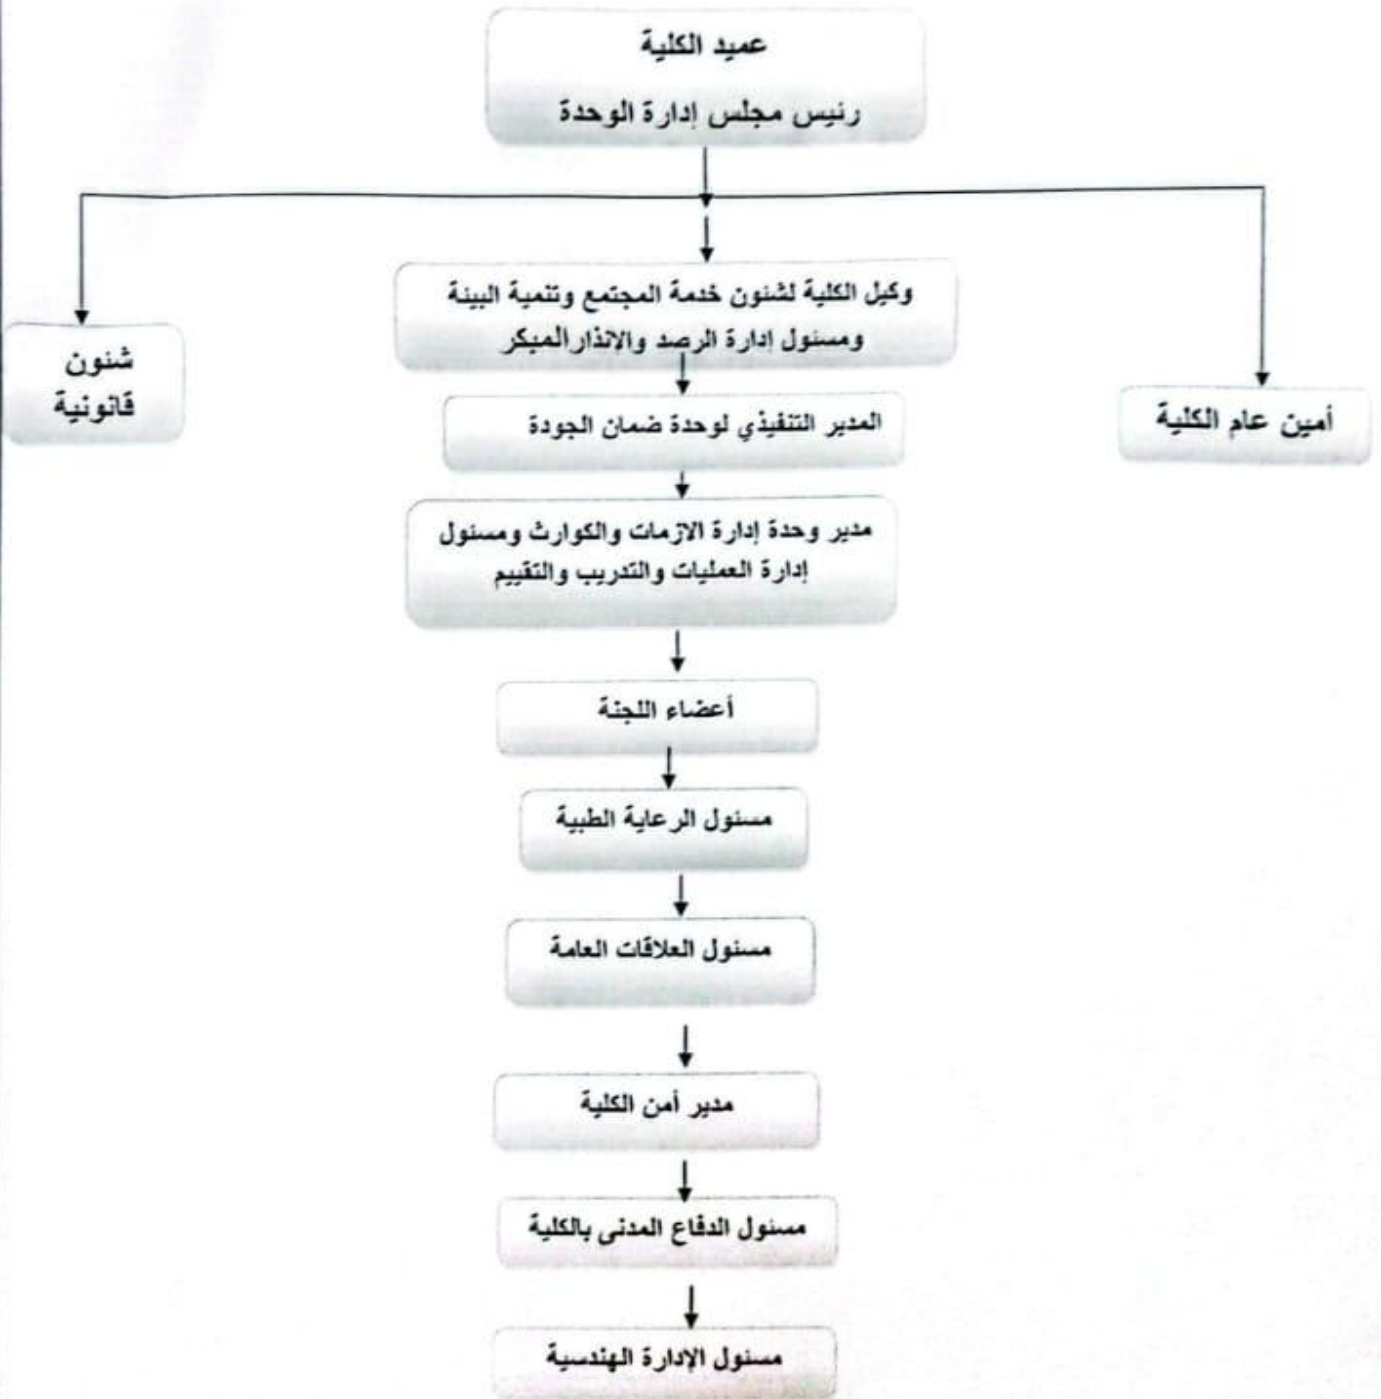 عميد الكلية
رئيس مجلس إدارة الوحدة
وكيل الكلية لشئون خدمة المجتمع وتنمية البيئة
ومسئول إدارة الرصد والانذار المبكر
شئون
قانونية
أمين عام الكلية
المدير التنفيذي لوحدة ضمان الجودة
مدير وحدة إدارة الازمات والكوارث ومسئول
إدارة العمليات والتدريب والتقييم
أعضاء اللجنة
مسئول الرعاية الطبية
مسئول العلاقات العامة
مدير أمن الكلية
مسئول الدفاع المدنى بالكلية
مسئول الإدارة الهندسية